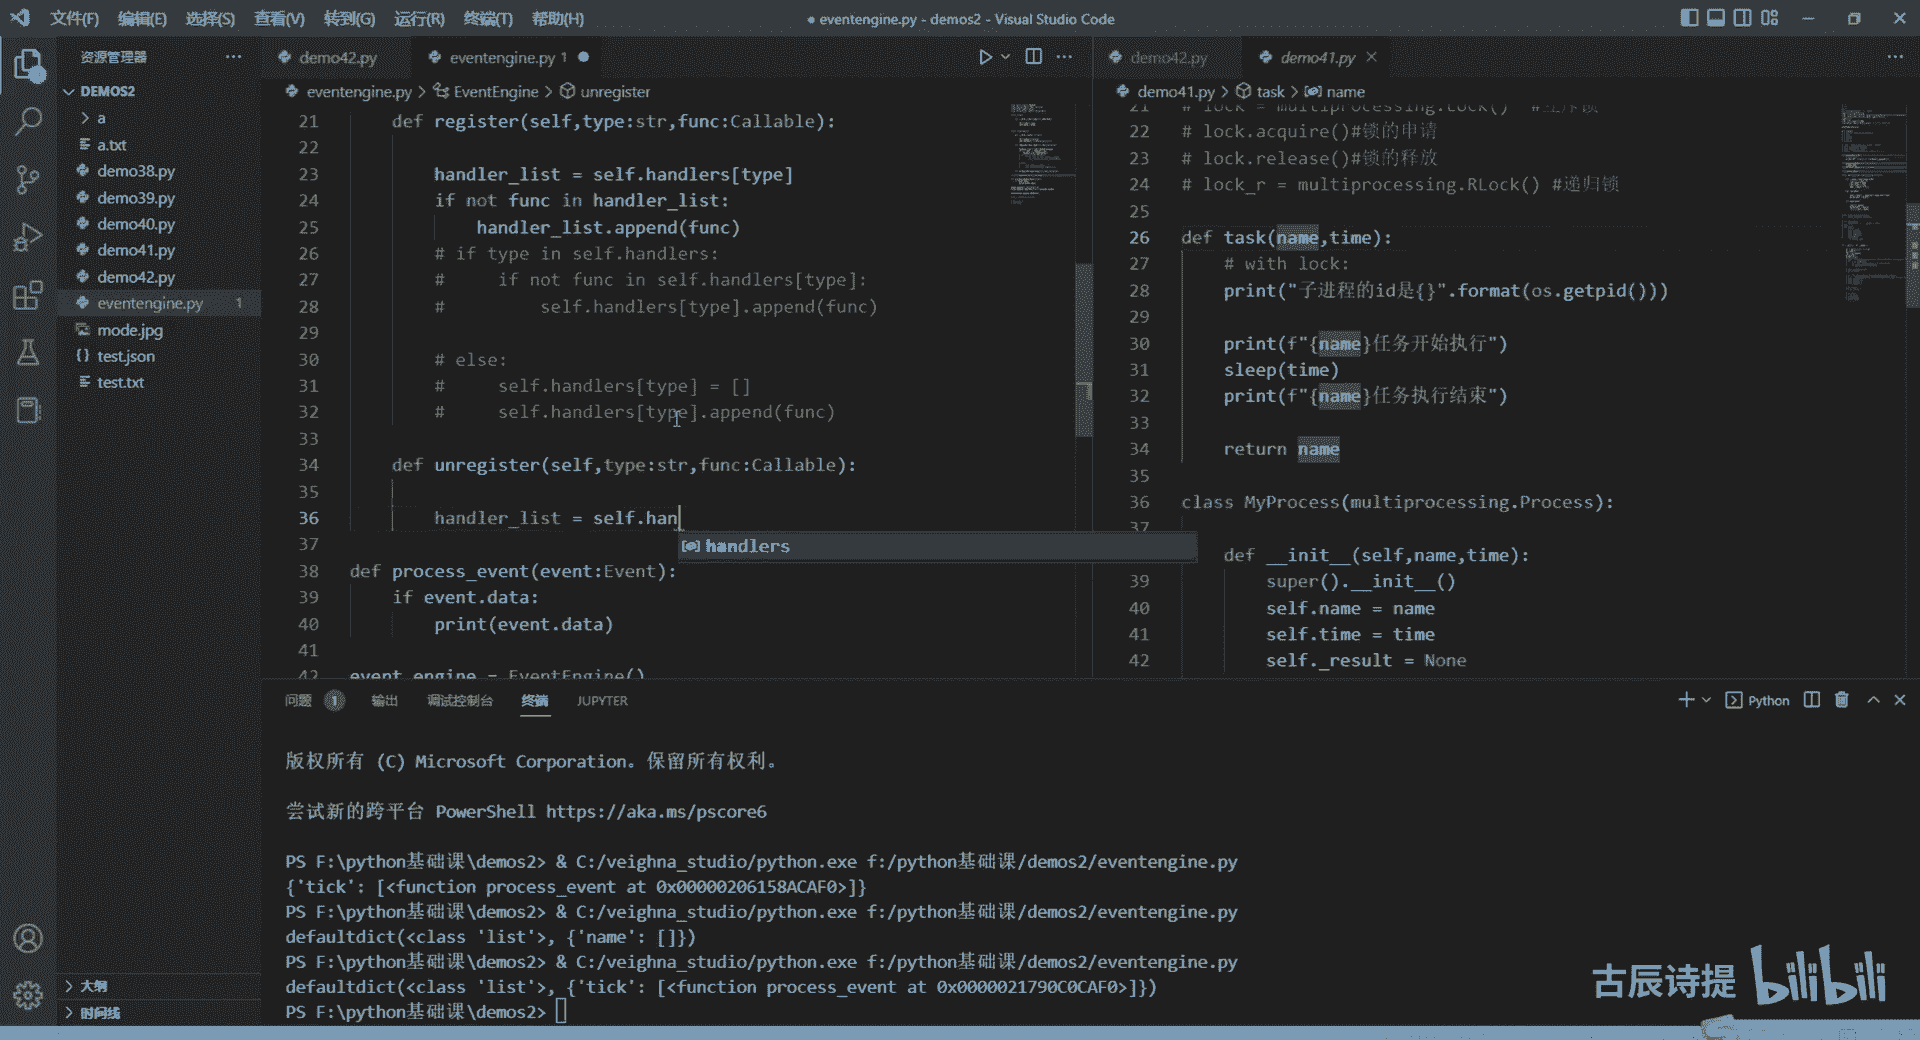 文件(F) 编辑(E) 选择(S) 查看(V) 转到(G) 运行(R) 终端(T) 帮助(H)
● eventengine.py - demos2 - Visual Studio Code
资源管理器
DEMOS2
a
a.txt
demo38.py
demo39.py
demo40.py
demo41.py
demo42.py
eventengine.py 1
mode.jpg
test.json
test.txt
大纲
时间线
demo42.py
eventengine.py 1
eventengine.py > EventEngine > unregister
21 def register(self,type:str,func:Callable):
22
23 handler_list = self.handlers[type]
24 if not func in handler_list:
25 handler_list.append(func)
26 # if type in self.handlers:
27 # if not func in self.handlers[type]:
28 # self.handlers[type].append(func)
29
30 # else:
31 # self.handlers[type] = []
32 # self.handlers[type].append(func)
33
34 def unregister(self,type:str,func:Callable):
35
36 handler_list = self.han
handlers
37
38 def process_event(event:Event):
39 if event.data:
40 print(event.data)
41
42 event_engine = EventEngine()
demo42.py
demo41.py
demo41.py > task > name
21 # lock = multiprocessing.Lock() #互斥锁
22 # lock.acquire()#锁的申请
23 # lock.release()#锁的释放
24 # lock_r = multiprocessing.RLock() #递归锁
25
26 def task(name,time):
27 # with lock:
28 print("子进程的id是{}".format(os.getpid()))
29
30 print(f"{name}任务开始执行")
31 sleep(time)
32 print(f"{name}任务执行结束")
33
34 return name
35
36 class MyProcess(multiprocessing.Process):
37
def __init__(self,name,time):
39 super().__init__()
40 self.name = name
41 self.time = time
42 self._result = None
问题 1 输出 调试控制台 终端 JUPYTER
Python
版权所有 (C) Microsoft Corporation。保留所有权利。
尝试新的跨平台 PowerShell https://aka.ms/pscore6
PS F:\python基础课\demos2> & C:/veighna_studio/python.exe f:/python基础课/demos2/eventengine.py
{'tick': [<function process_event at 0x00000206158ACAF0>]}
PS F:\python基础课\demos2> & C:/veighna_studio/python.exe f:/python基础课/demos2/eventengine.py
defaultdict(<class 'list'>, {'name': []})
PS F:\python基础课\demos2> & C:/veighna_studio/python.exe f:/python基础课/demos2/eventengine.py
defaultdict(<class 'list'>, {'tick': [<function process_event at 0x0000021790C0CAF0>]})
PS F:\python基础课\demos2>
古辰诗提 bilibili